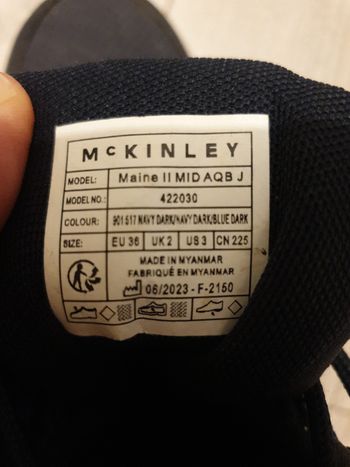 McKINLEY
MODEL: Maine II MID AQB J
MODEL NO.: 422030
COLOUR: 901 517 NAVY DARK/NAVY DARK/BLUE DARK
SIZE: EU 36 UK 2 US 3 CN 225
MADE IN MYANMAR
FABRIQUÉ EN MYANMAR
06/2023 - F-2150